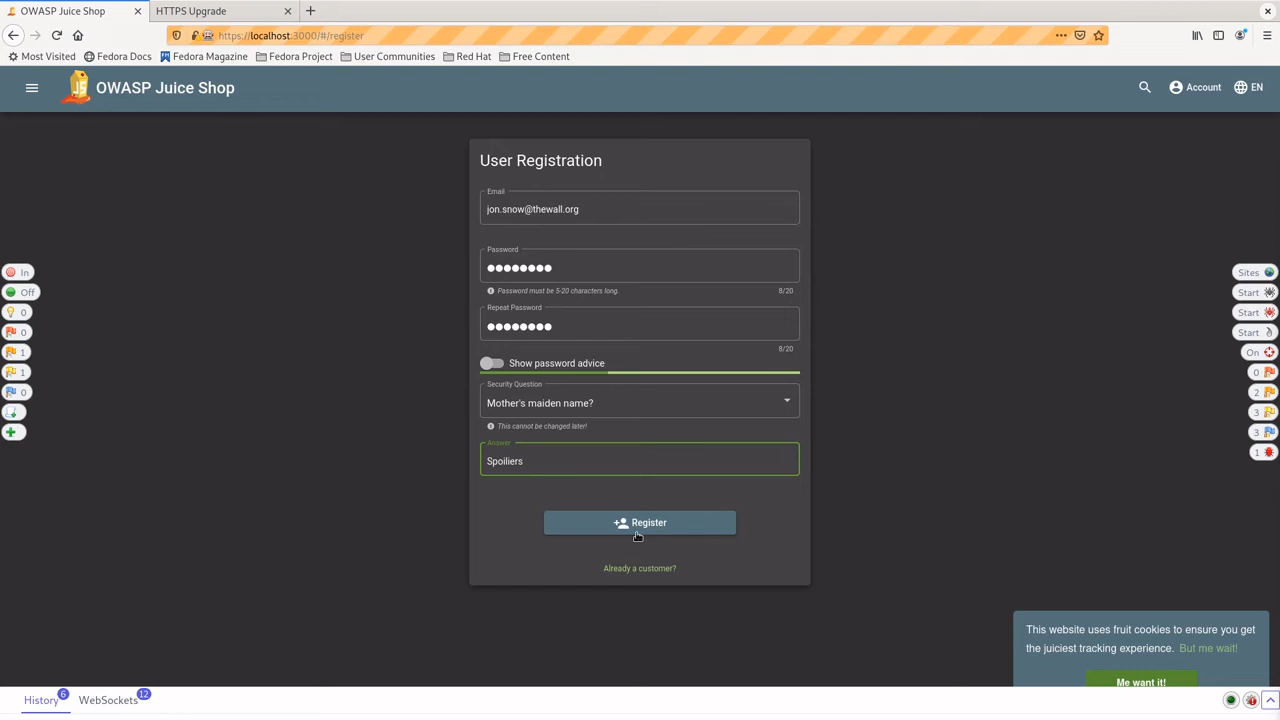 OWASP Juice Shop
HTTPS Upgrade
https://localhost:3000/#/register
Most Visited
Fedora Docs
Fedora Magazine
Fedora Project
User Communities
Red Hat
Free Content
OWASP Juice Shop
Account
EN
User Registration
Email
jon.snow@thewall.org
Password
●●●●●●●●
Password must be 5-20 characters long.
8/20
Repeat Password
●●●●●●●●
8/20
Show password advice
Security Question
Mother's maiden name?
This cannot be changed later!
Answer
Spoiliers
Register
Already a customer?
In
Off
0
0
1
1
0
Sites
Start
Start
Start
On
0
2
3
3
1
This website uses fruit cookies to ensure you get
the juiciest tracking experience. But me wait!
Me want it!
History 6
WebSockets 12